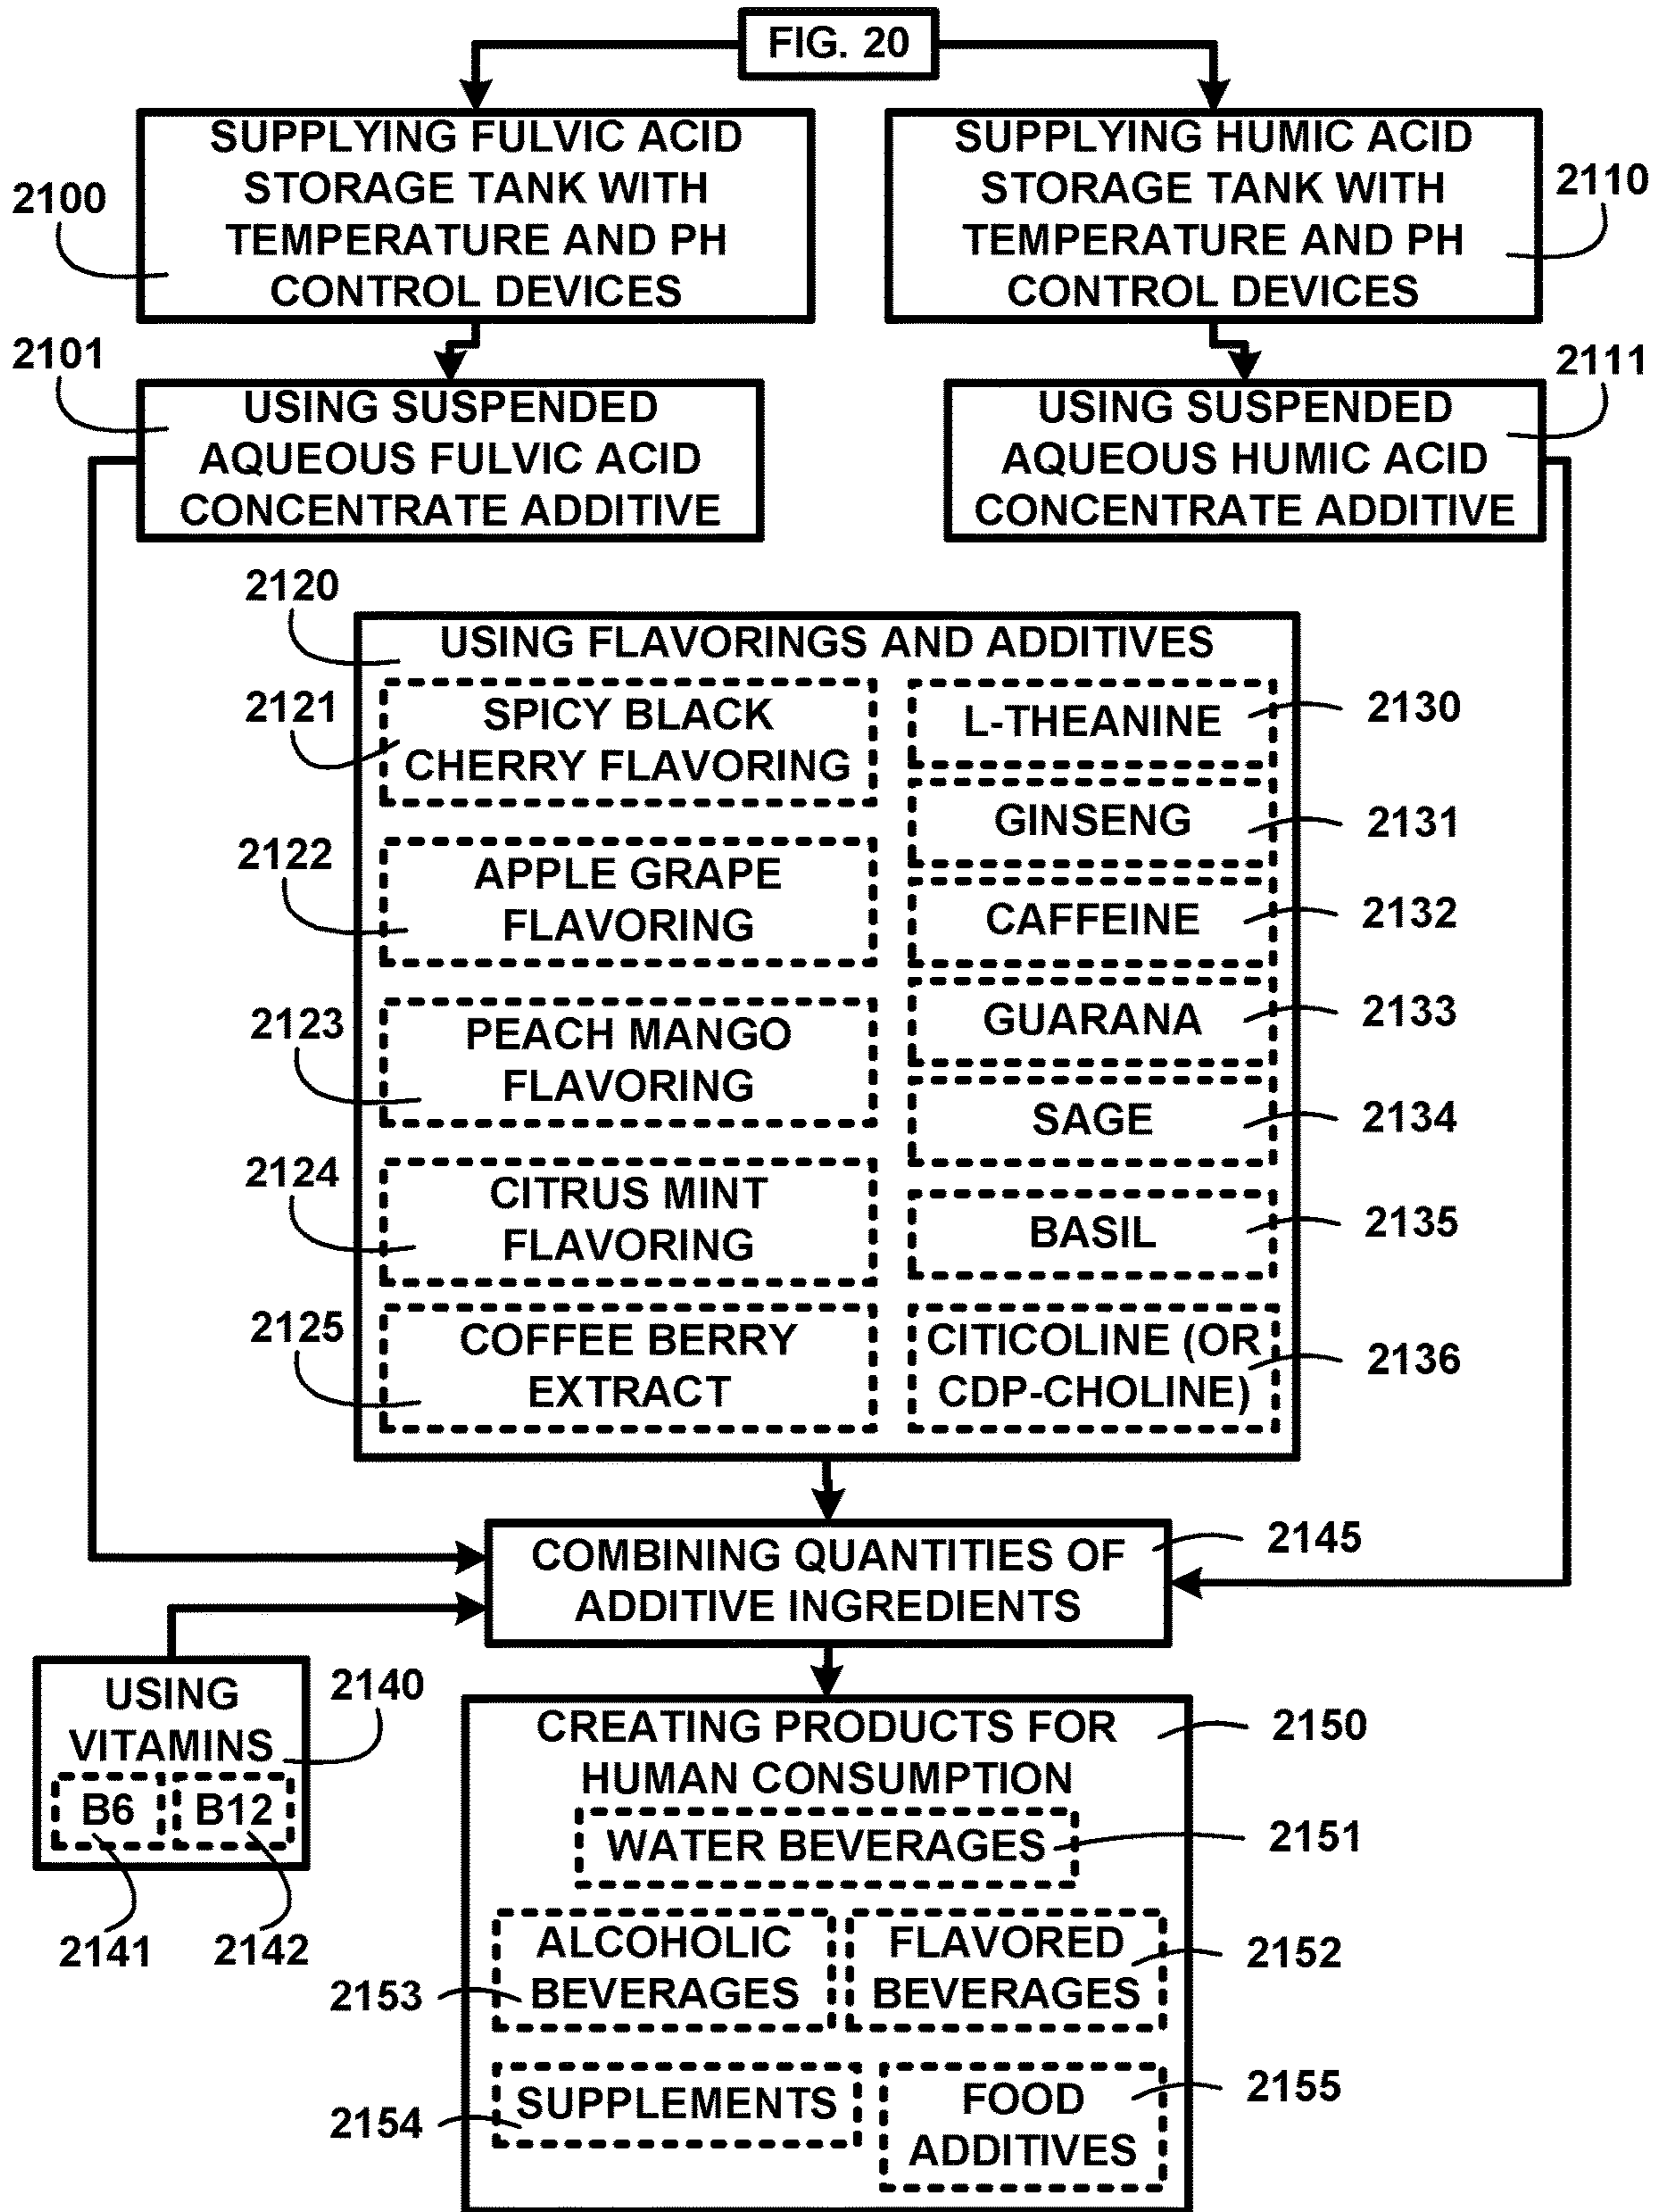 FIG. 20
SUPPLYING FULVIC ACID
STORAGE TANK WITH
TEMPERATURE AND PH
CONTROL DEVICES
2100
SUPPLYING HUMIC ACID
STORAGE TANK WITH
TEMPERATURE AND PH
CONTROL DEVICES
2110
2101
USING SUSPENDED
AQUEOUS FULVIC ACID
CONCENTRATE ADDITIVE
USING SUSPENDED
AQUEOUS HUMIC ACID
CONCENTRATE ADDITIVE
2111
2120
USING FLAVORINGS AND ADDITIVES
2121
SPICY BLACK
CHERRY FLAVORING
2122
APPLE GRAPE
FLAVORING
2123
PEACH MANGO
FLAVORING
2124
CITRUS MINT
FLAVORING
2125
COFFEE BERRY
EXTRACT
L-THEANINE
2130
GINSENG
2131
CAFFEINE
2132
GUARANA
2133
SAGE
2134
BASIL
2135
CITICOLINE (OR
CDP-CHOLINE)
2136
COMBINING QUANTITIES OF
ADDITIVE INGREDIENTS
2145
USING
VITAMINS
2140
B6
B12
2141
2142
CREATING PRODUCTS FOR
HUMAN CONSUMPTION
2150
WATER BEVERAGES
2151
ALCOHOLIC
BEVERAGES
2153
FLAVORED
BEVERAGES
2152
SUPPLEMENTS
2154
FOOD
ADDITIVES
2155